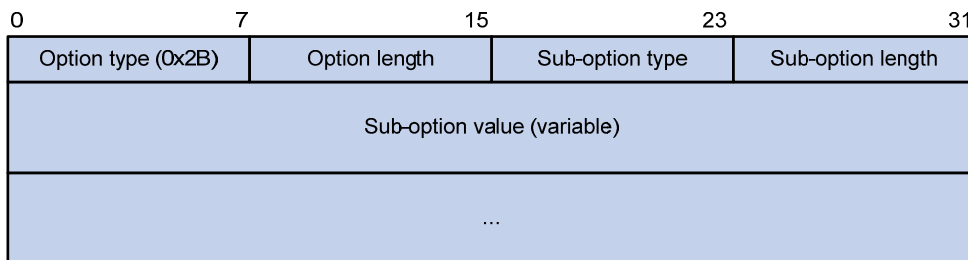 0 7 15 23 31
Option type (0x2B) Option length Sub-option type Sub-option length
Sub-option value (variable)
...